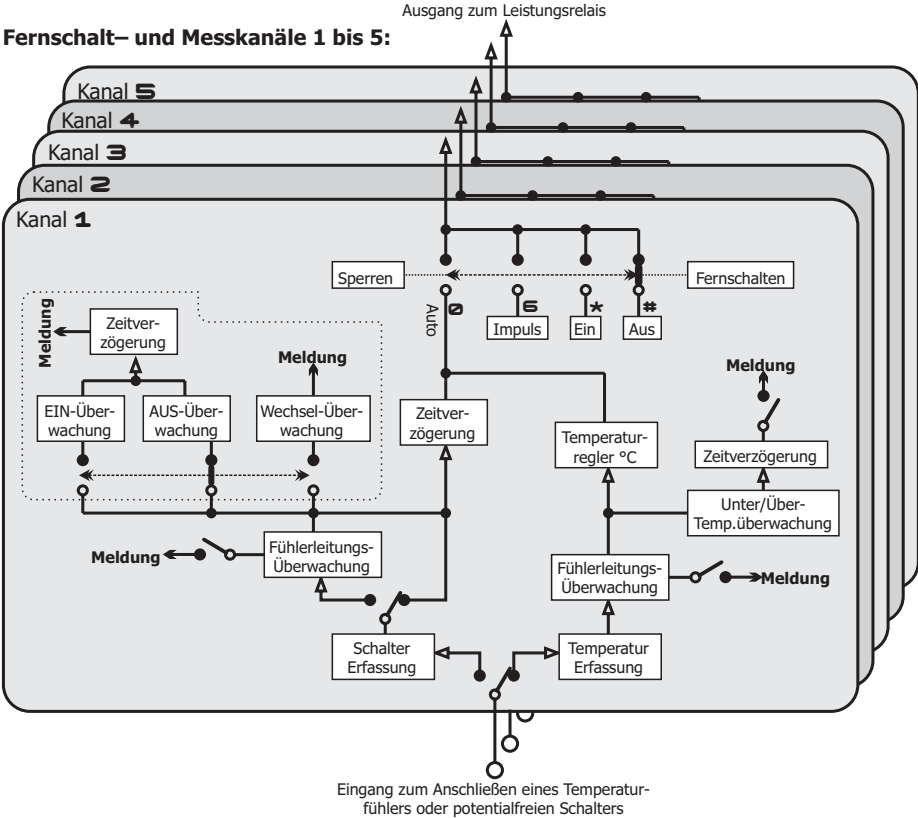 Ausgang zum Leistungsrelais
Fernschalt– und Messkanäle 1 bis 5:
Kanal 5
Kanal 4
Kanal 3
Kanal 2
Kanal 1
Sperren
Fernschalten
Auto
0
6
*
#
Impuls
Ein
Aus
Meldung
Zeitver-
zögerung
Meldung
EIN-Über-
wachung
AUS-Über-
wachung
Wechsel-Über-
wachung
Zeitver-
zögerung
Temperatur-
regler °C
Meldung
Zeitverzögerung
Unter/Über-
Temp.überwachung
Meldung
Fühlerleitungs-
Überwachung
Fühlerleitungs-
Überwachung
Meldung
Schalter
Erfassung
Temperatur
Erfassung
Eingang zum Anschließen eines Temperatur-
fühlers oder potentialfreien Schalters